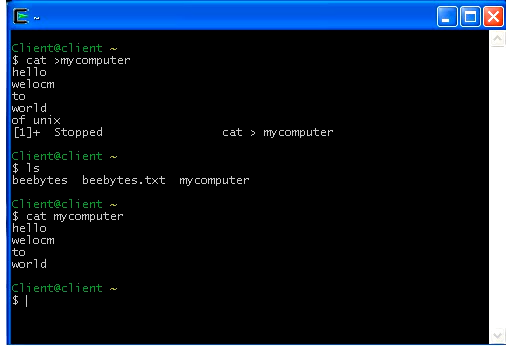 ~
Client@client ~
$ cat >mycomputer
hello
welocm
to
world
of unix
[1]+  Stopped                 cat > mycomputer
Client@client ~
$ ls
beebytes  beebytes.txt  mycomputer
Client@client ~
$ cat mycomputer
hello
welocm
to
world
Client@client ~
$